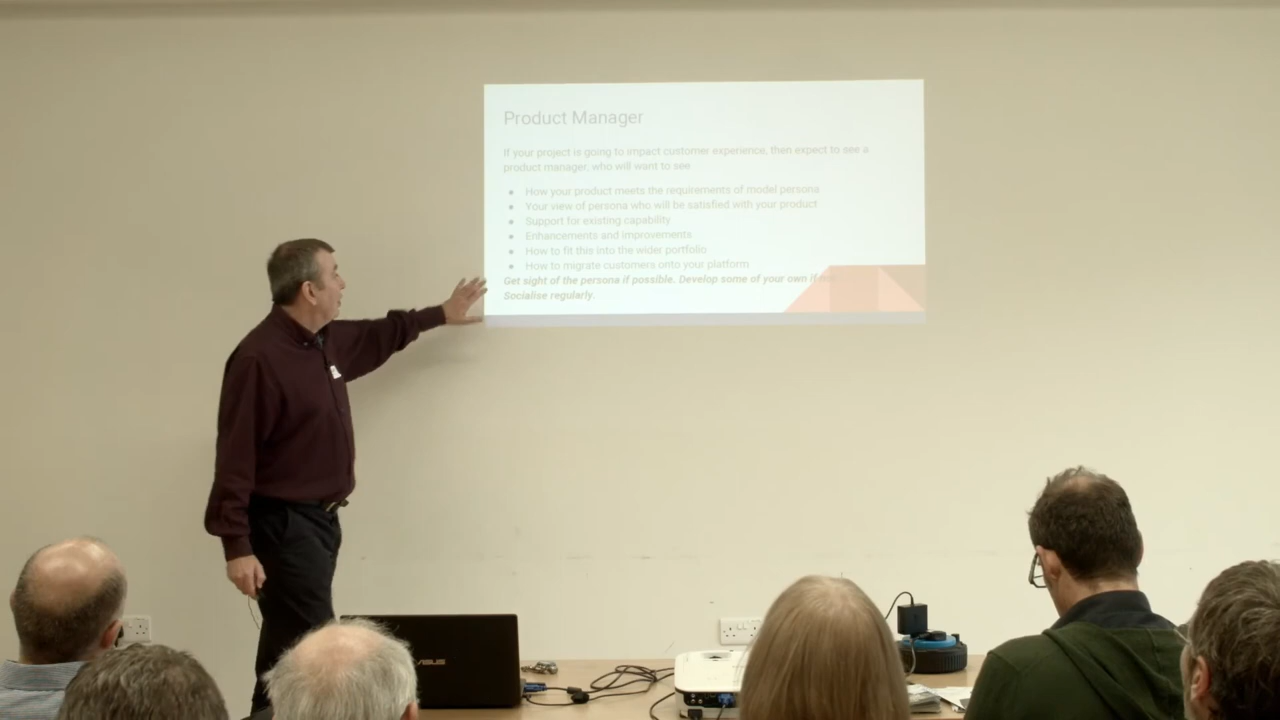 Product Manager
If your project is going to impact customer experience, then expect to see a
product manager, who will want to see
● How your product meets the requirements of model persona
● Your view of persona who will be satisfied with your product
● Support for existing capability
● Enhancements and Improvements
● How to fit this into the wider portfolio
● How to migrate customers onto your platform
Get sight of the persona if possible. Develop some of your own if
Socialise regularly.
ASUS